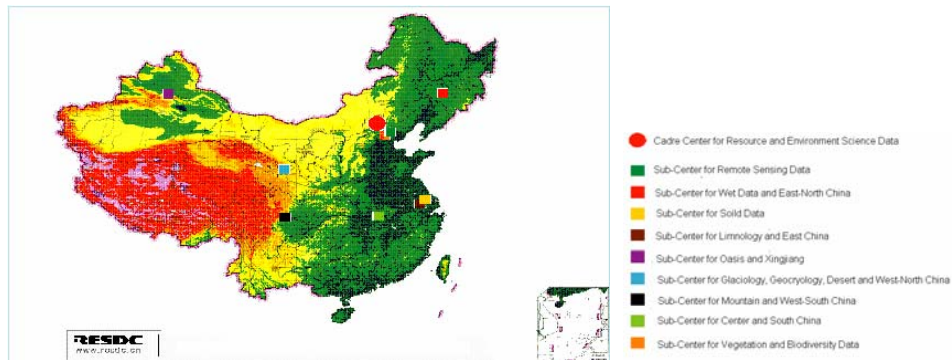 RESDC
www.resdc.cn
Cadre Center for Resource and Environment Science Data
Sub-Center for Remote Sensing Data
Sub-Center for Wet Data and East-North China
Sub-Center for Soild Data
Sub-Center for Limnology and East China
Sub-Center for Oasis and Xingjiang
Sub-Center for Glaciology, Geocryology, Desert and West-North China
Sub-Center for Mountain and West-South China
Sub-Center for Center and South China
Sub-Center for Vegetation and Biodiversity Data